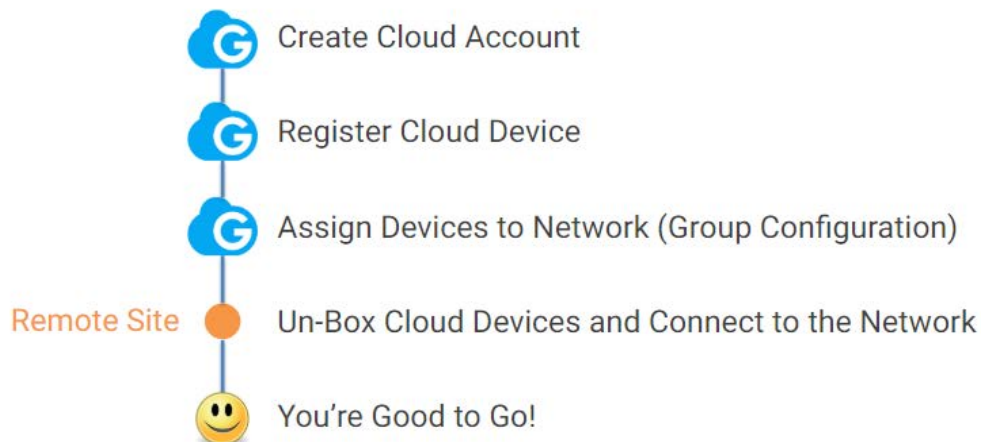 G Create Cloud Account
G Register Cloud Device
G Assign Devices to Network (Group Configuration)
Remote Site Un-Box Cloud Devices and Connect to the Network
You're Good to Go!